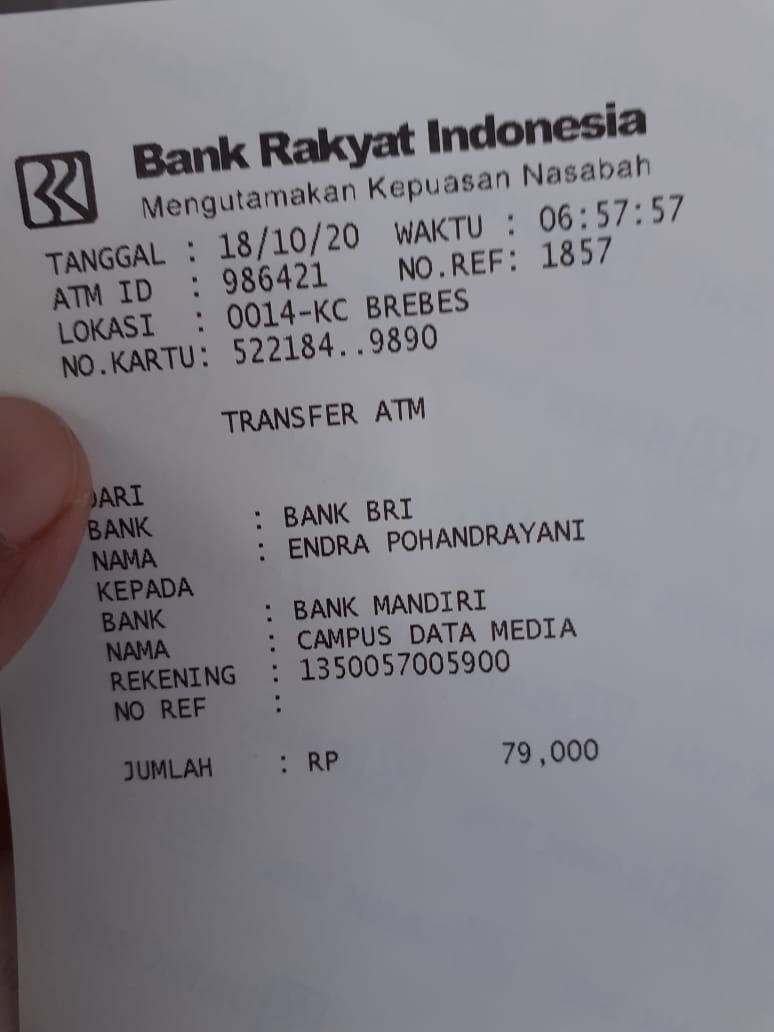 Bank Rakyat Indonesia
Mengutamakan Kepuasan Nasabah
TANGGAL : 18/10/20 WAKTU : 06:57:57
ATM ID : 986421 NO.REF: 1857
LOKASI : 0014-KC BREBES
NO.KARTU: 522184..9890
TRANSFER ATM
DARI
BANK : BANK BRI
NAMA : ENDRA POHANDRAYANI
KEPADA
BANK : BANK MANDIRI
NAMA : CAMPUS DATA MEDIA
REKENING : 1350057005900
NO REF :
JUMLAH : RP 79,000